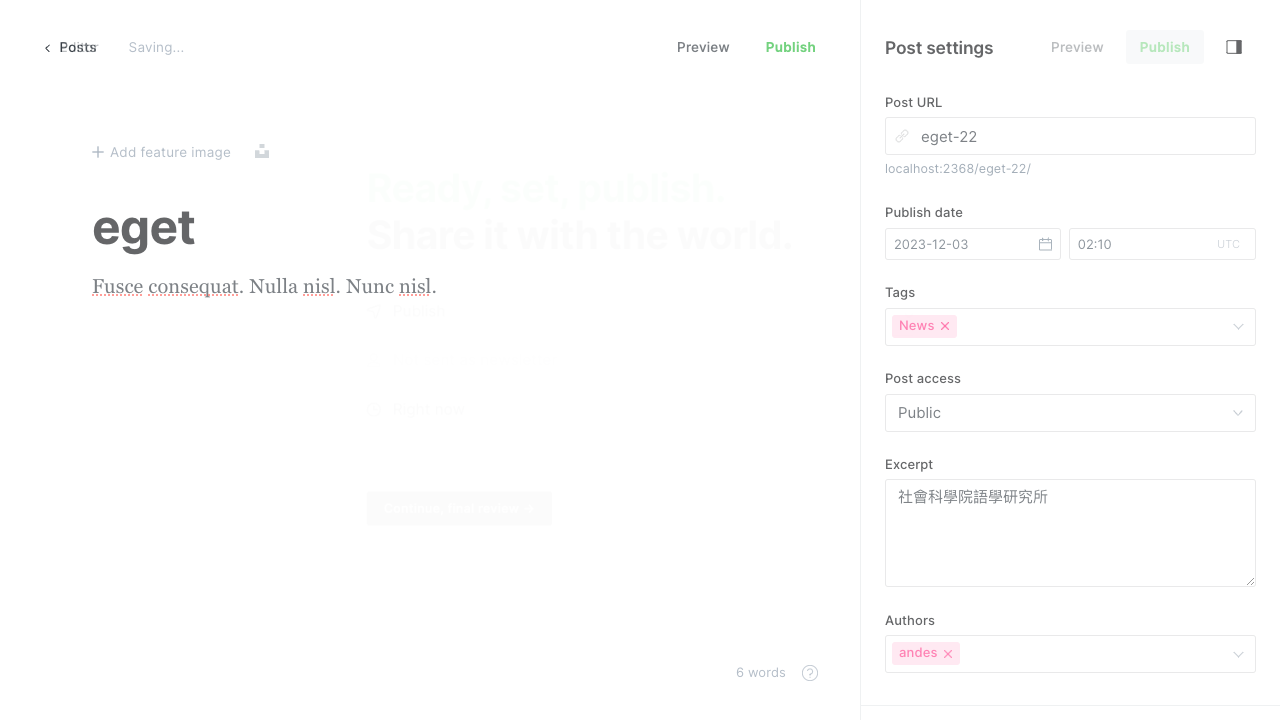 Posts
Saving...
Preview
Publish
Add feature image
Ready, set, publish.
Share it with the world.
eget
Fusce consequat. Nulla nisl. Nunc nisl.
Right now
6 words
Post settings
Preview
Publish
Post URL
eget-22
localhost:2368/eget-22/
Publish date
2023-12-03
02:10
UTC
Tags
News
Post access
Public
Excerpt
社會科學院語學研究所
Authors
andes